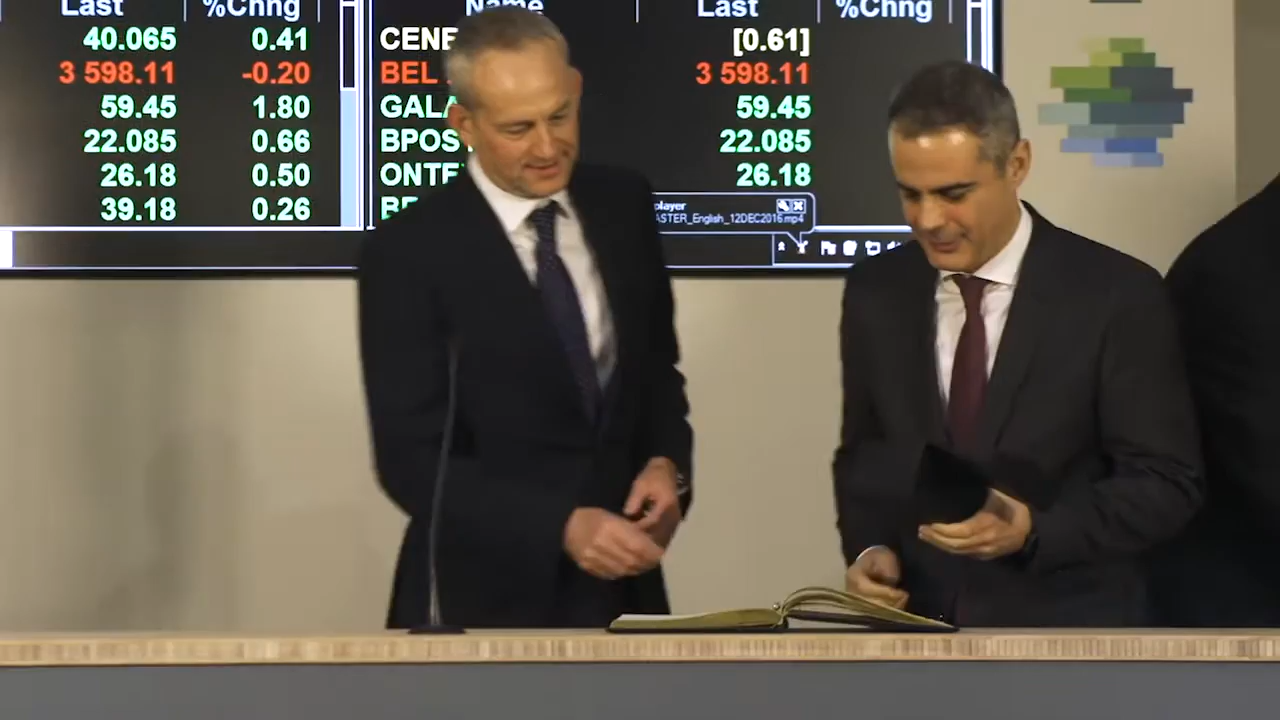 Last %Chng Name Last %Chng
40.065 0.41 CENE [0.61]
3 598.11 -0.20 BEL 3 598.11
59.45 1.80 GALA 59.45
22.085 0.66 BPOS 22.085
26.18 0.50 ONTE 26.18
39.18 0.26
player
ASTER_English_12DEC2016.mp4